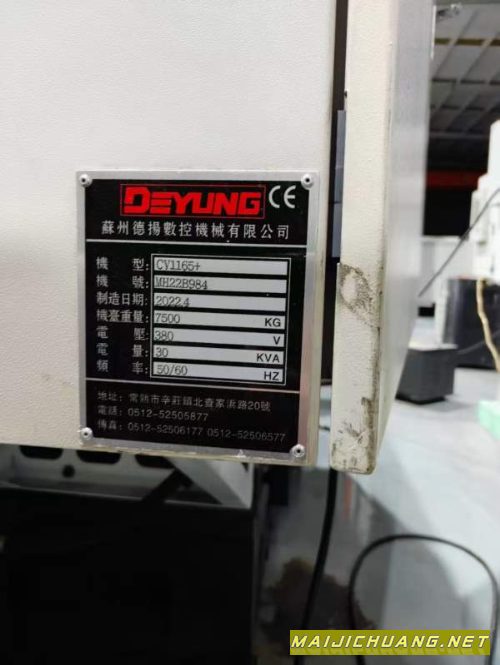 DEYUNG CE
蘇州德揚數控機械有限公司
機 型: CV1165+
機 號: MH22B984
制造日期: 2022.4
機臺重量: 7500 KG
電 壓: 380 V
電 量: 30 KVA
頻 率: 50/60 HZ
地址: 常熟市辛莊鎮北查家浜路20號
電話: 0512-52505877
傳真: 0512-52506177 0512-52506577
MAIJICHUANG.NET